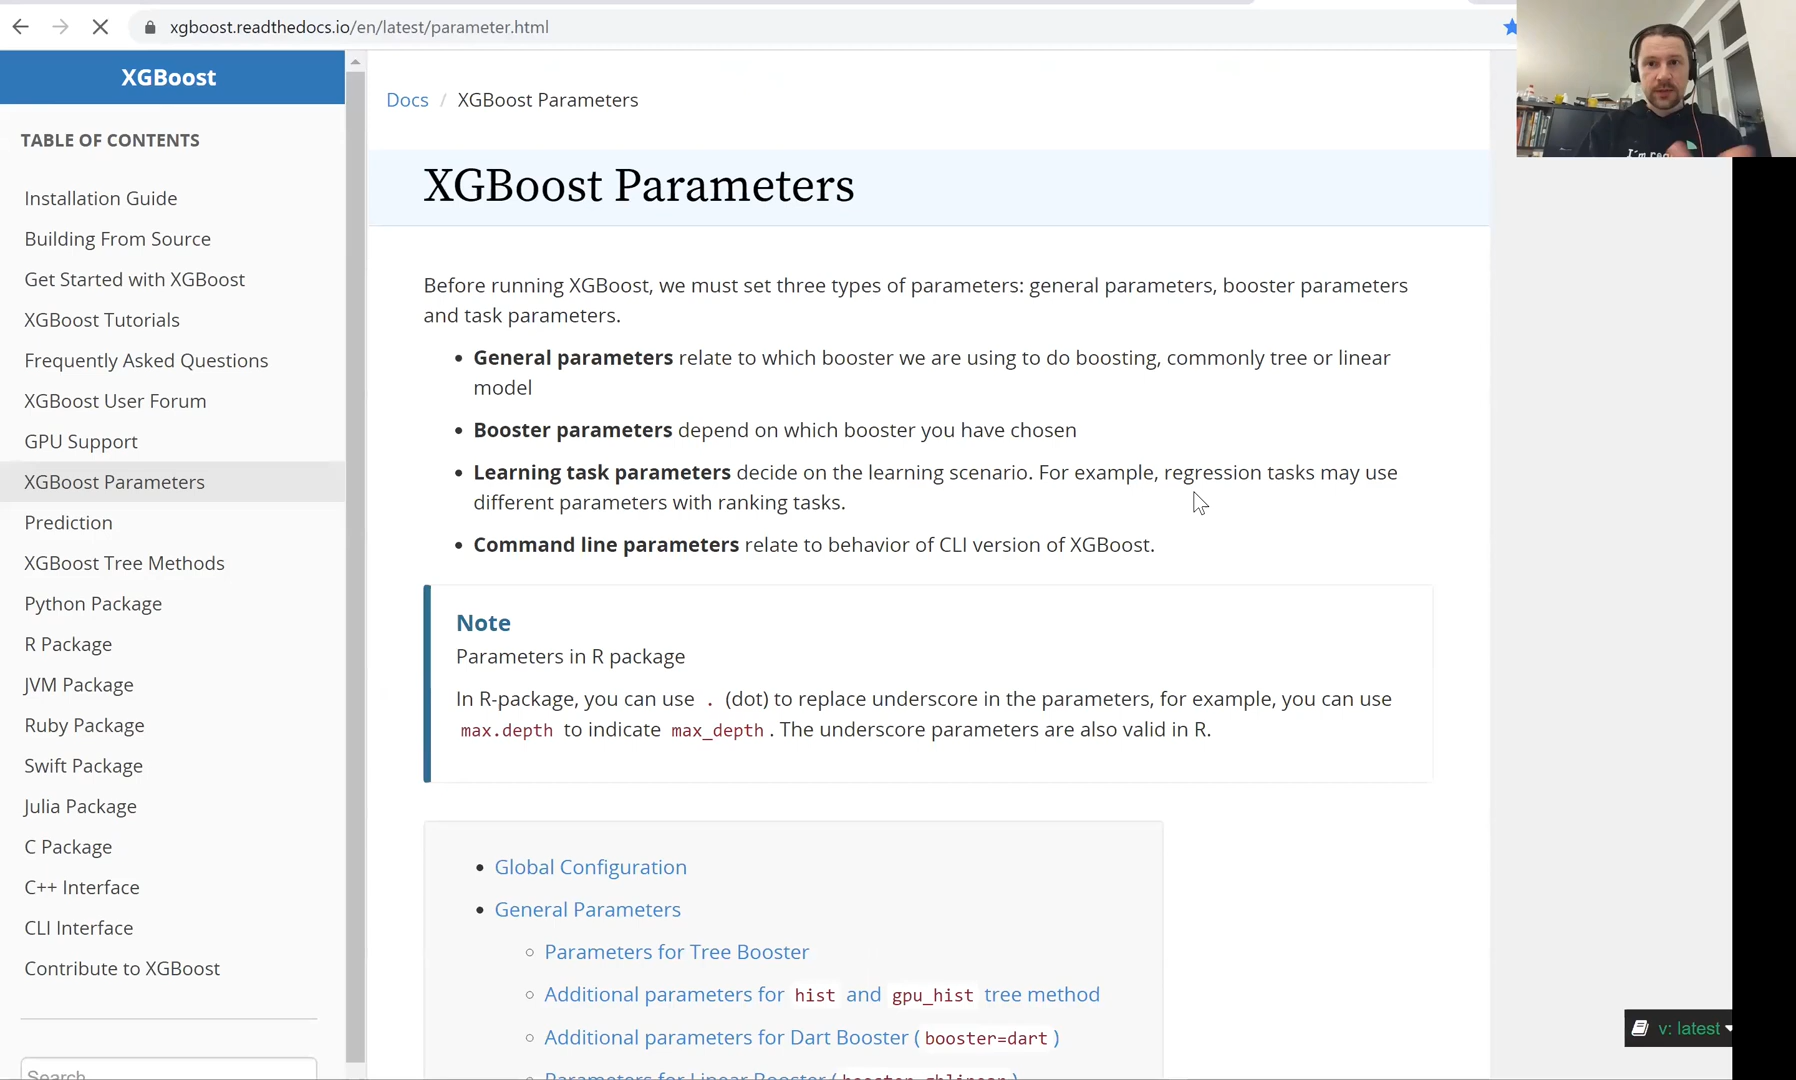 xgboost.readthedocs.io/en/latest/parameter.html
XGBoost
TABLE OF CONTENTS
Installation Guide
Building From Source
Get Started with XGBoost
XGBoost Tutorials
Frequently Asked Questions
XGBoost User Forum
GPU Support
XGBoost Parameters
Prediction
XGBoost Tree Methods
Python Package
R Package
JVM Package
Ruby Package
Swift Package
Julia Package
C Package
C++ Interface
CLI Interface
Contribute to XGBoost
Search
Docs / XGBoost Parameters
XGBoost Parameters
Before running XGBoost, we must set three types of parameters: general parameters, booster parameters
and task parameters.
• General parameters relate to which booster we are using to do boosting, commonly tree or linear
model
• Booster parameters depend on which booster you have chosen
• Learning task parameters decide on the learning scenario. For example, regression tasks may use
different parameters with ranking tasks.
• Command line parameters relate to behavior of CLI version of XGBoost.
Note
Parameters in R package
In R-package, you can use . (dot) to replace underscore in the parameters, for example, you can use
max.depth to indicate max_depth. The underscore parameters are also valid in R.
• Global Configuration
• General Parameters
◦ Parameters for Tree Booster
◦ Additional parameters for hist and gpu_hist tree method
◦ Additional parameters for Dart Booster (booster=dart)
◦ Parameters for Linear Booster (booster=gblinear)
I'm
v: latest